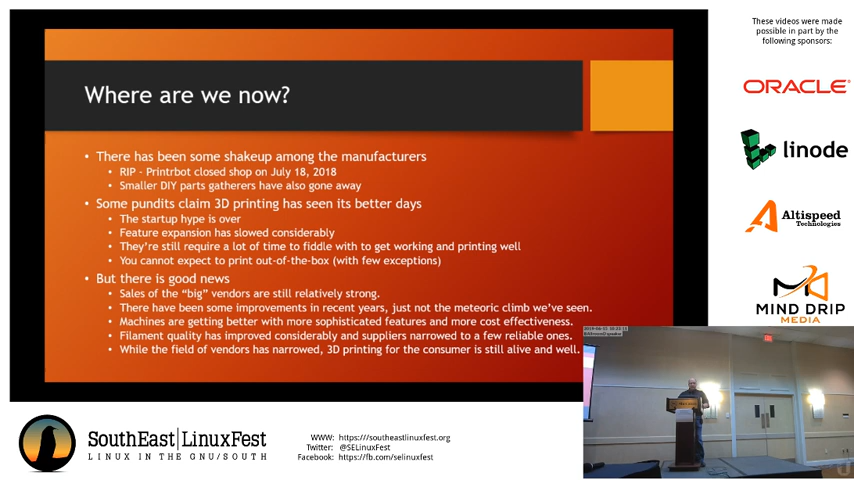 These videos were made
possible in part by the
following sponsors:
ORACLE
linode
Altispeed
Technologies
MIND DRIP
MEDIA
Where are we now?
• There has been some shakeup among the manufacturers
• RIP - Printrbot closed shop on July 18, 2018
• Smaller DIY parts gatherers have also gone away
• Some pundits claim 3D printing has seen its better days
• The startup hype is over
• Feature expansion has slowed considerably
• They're still require a lot of time to fiddle with to get working and printing well
• You cannot expect to print out-of-the-box (with few exceptions)
• But there is good news
• Sales of the "big" vendors are still relatively strong.
• There have been some improvements in recent years, just not the meteoric climb we've seen.
• Machines are getting better with more sophisticated features and more cost effectiveness.
• Filament quality has improved considerably and suppliers narrowed to a few reliable ones.
• While the field of vendors has narrowed, 3D printing for the consumer is still alive and well.
SouthEast|LinuxFest
LINUX IN THE GNU/SOUTH
WWW: https://southeastlinuxfest.org
Twitter: @SELinuxFest
Facebook: https://fb.com/selinuxfest